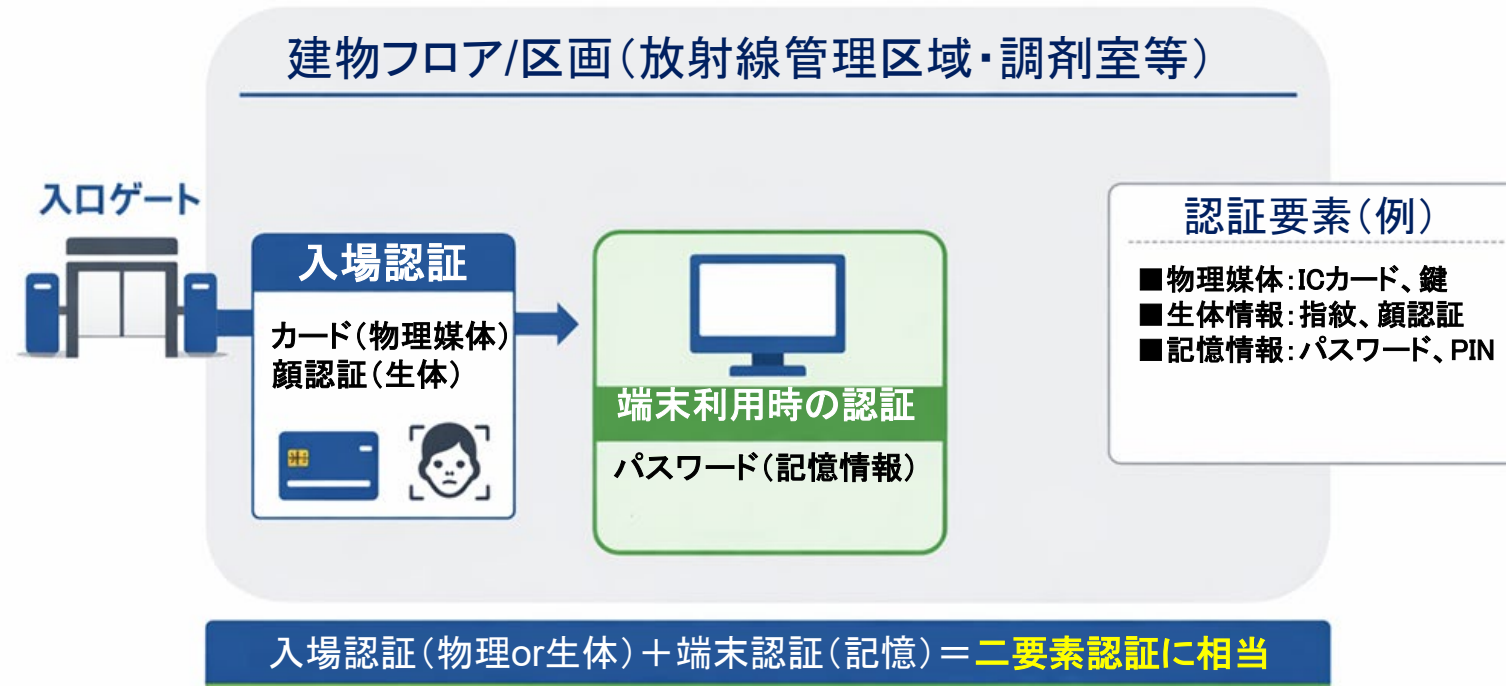 建物フロア/区画（放射線管理区域・調剤室等）
入口ゲート
入場認証
カード（物理媒体）
顔認証（生体）
端末利用時の認証
パスワード（記憶情報）
認証要素（例）
■物理媒体：ICカード、鍵
■生体情報：指紋、顔認証
■記憶情報：パスワード、PIN
入場認証（物理or生体）＋端末認証（記憶）＝二要素認証に相当